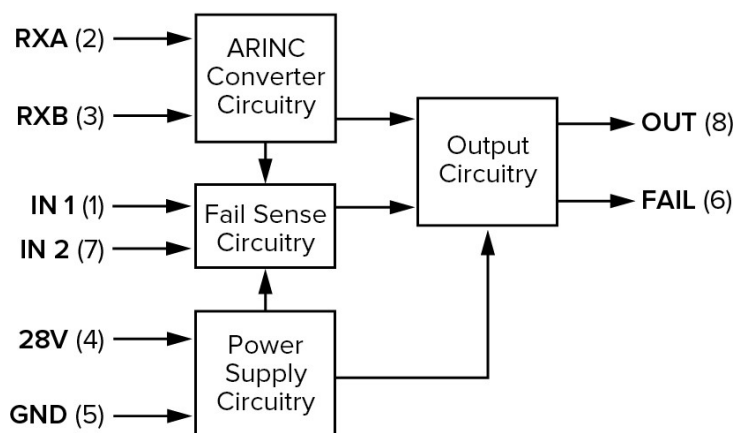 RXA (2)
RXB (3)
ARINC
Converter
Circuitry
IN 1 (1)
IN 2 (7)
Fail Sense
Circuitry
28V (4)
GND (5)
Power
Supply
Circuitry
Output
Circuitry
OUT (8)
FAIL (6)